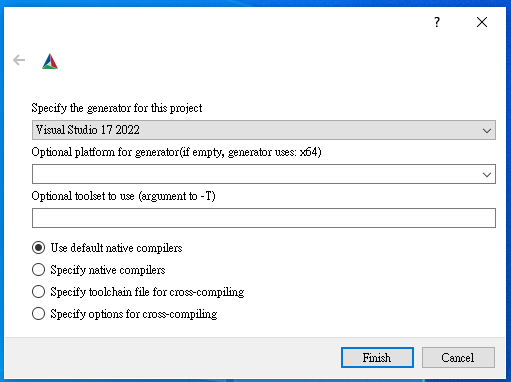 ?
Specify the generator for this project
Visual Studio 17 2022
Optional platform for generator(if empty, generator uses: x64)
Optional toolset to use (argument to -T)
Use default native compilers
Specify native compilers
Specify toolchain file for cross-compiling
Specify options for cross-compiling
Finish
Cancel